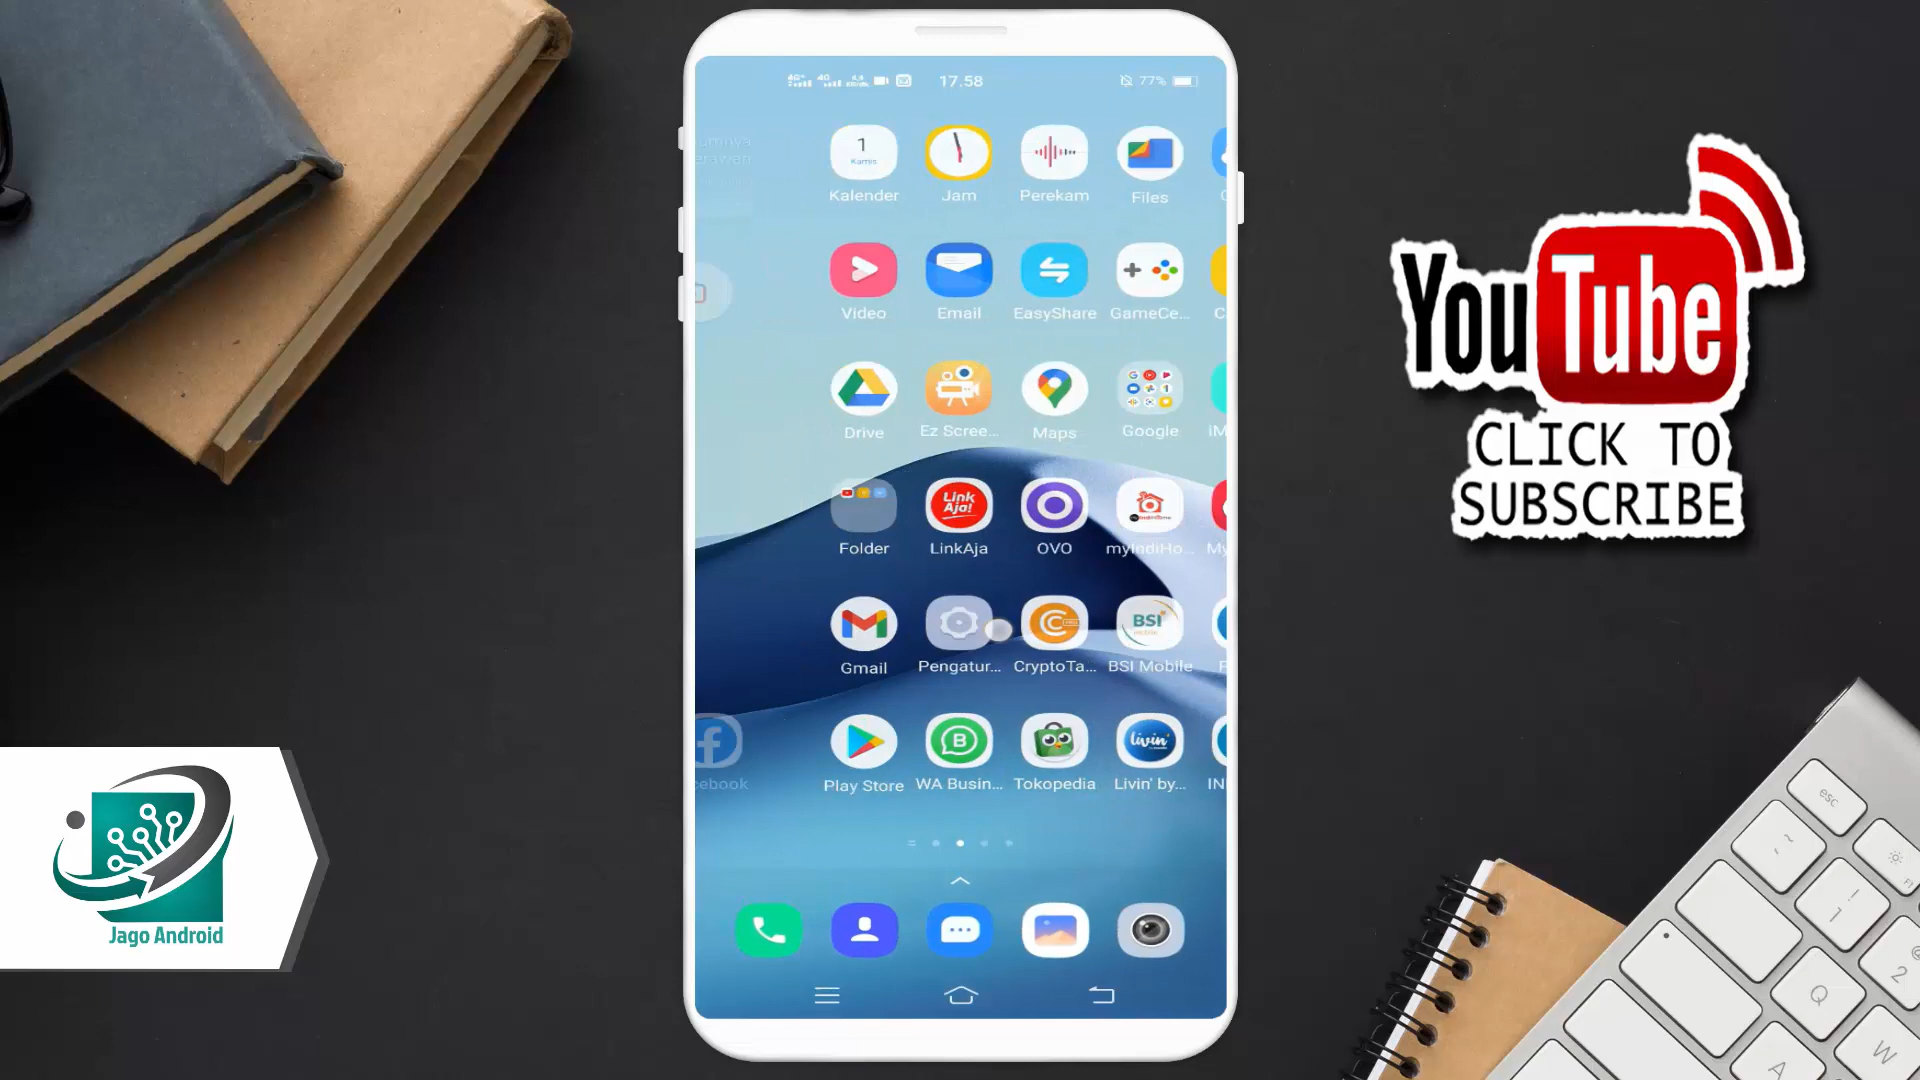 17.58
77%
1
Kamis
Kalender
Jam
Perekam
Files
Video
Email
EasyShare
GameCe...
Drive
Ez Scree...
Maps
Google
Link
Aja!
Folder
LinkAja
OVO
myIndiHo...
BSI
Gmail
Pengatur...
CryptoTa...
BSI Mobile
livin'
ebook
Play Store
WA Busin...
Tokopedia
Livin' by...
YouTube
CLICK TO
SUBSCRIBE
Jago Android
esc
Q
W
A
2